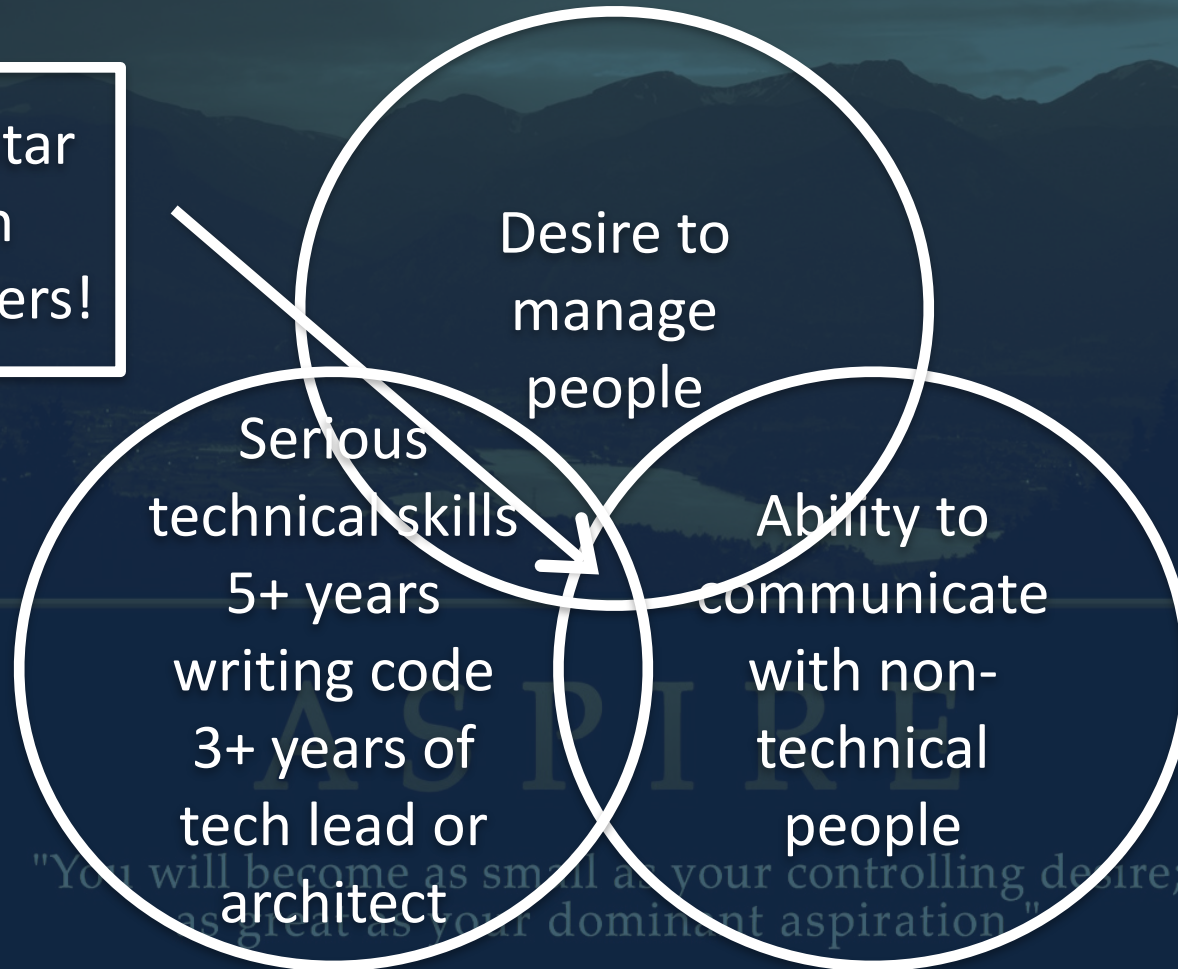 tar
n
ers!
Desire to
manage
people
Serious
technical skills
5+ years
writing code
3+ years of
tech lead or
architect
Ability to
communicate
with non-
technical
people
ASPIRE
"You will become as small as your controlling desire;
as great as your dominant aspiration."